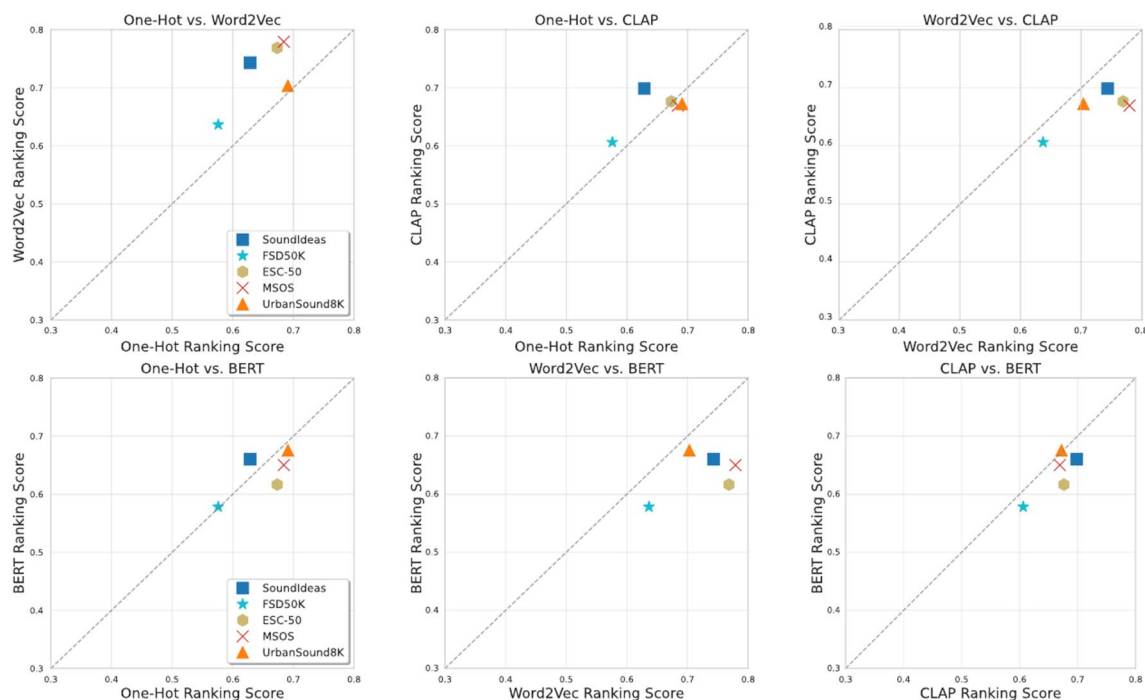 One-Hot vs. Word2Vec
0.8
0.7
0.6
0.5
0.4
0.3
Word2Vec Ranking Score
SoundIdeas
FSD50K
ESC-50
MSOS
UrbanSound8K
0.3 0.4 0.5 0.6 0.7 0.8
One-Hot Ranking Score
One-Hot vs. CLAP
0.8
0.7
0.6
0.5
0.4
0.3
CLAP Ranking Score
0.3 0.4 0.5 0.6 0.7 0.8
One-Hot Ranking Score
Word2Vec vs. CLAP
0.8
0.7
0.6
0.5
0.4
0.3
CLAP Ranking Score
0.3 0.4 0.5 0.6 0.7 0.8
Word2Vec Ranking Score
One-Hot vs. BERT
0.8
0.7
0.6
0.5
0.4
0.3
BERT Ranking Score
SoundIdeas
FSD50K
ESC-50
MSOS
UrbanSound8K
0.3 0.4 0.5 0.6 0.7 0.8
One-Hot Ranking Score
Word2Vec vs. BERT
0.8
0.7
0.6
0.5
0.4
0.3
BERT Ranking Score
0.3 0.4 0.5 0.6 0.7 0.8
Word2Vec Ranking Score
CLAP vs. BERT
0.8
0.7
0.6
0.5
0.4
0.3
BERT Ranking Score
0.3 0.4 0.5 0.6 0.7 0.8
CLAP Ranking Score